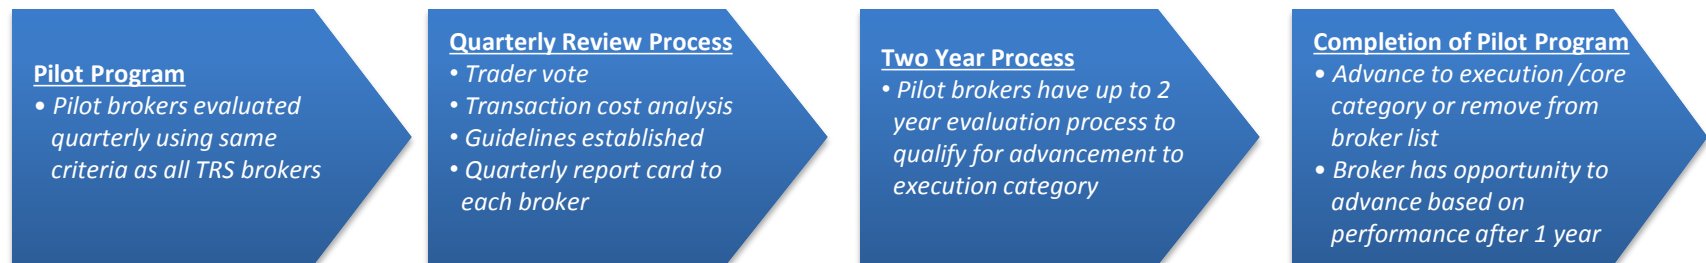 Pilot Program
• Pilot brokers evaluated
quarterly using same
criteria as all TRS brokers
Quarterly Review Process
• Trader vote
• Transaction cost analysis
• Guidelines established
• Quarterly report card to
each broker
Two Year Process
• Pilot brokers have up to 2
year evaluation process to
qualify for advancement to
execution category
Completion of Pilot Program
• Advance to execution /core
category or remove from
broker list
• Broker has opportunity to
advance based on
performance after 1 year